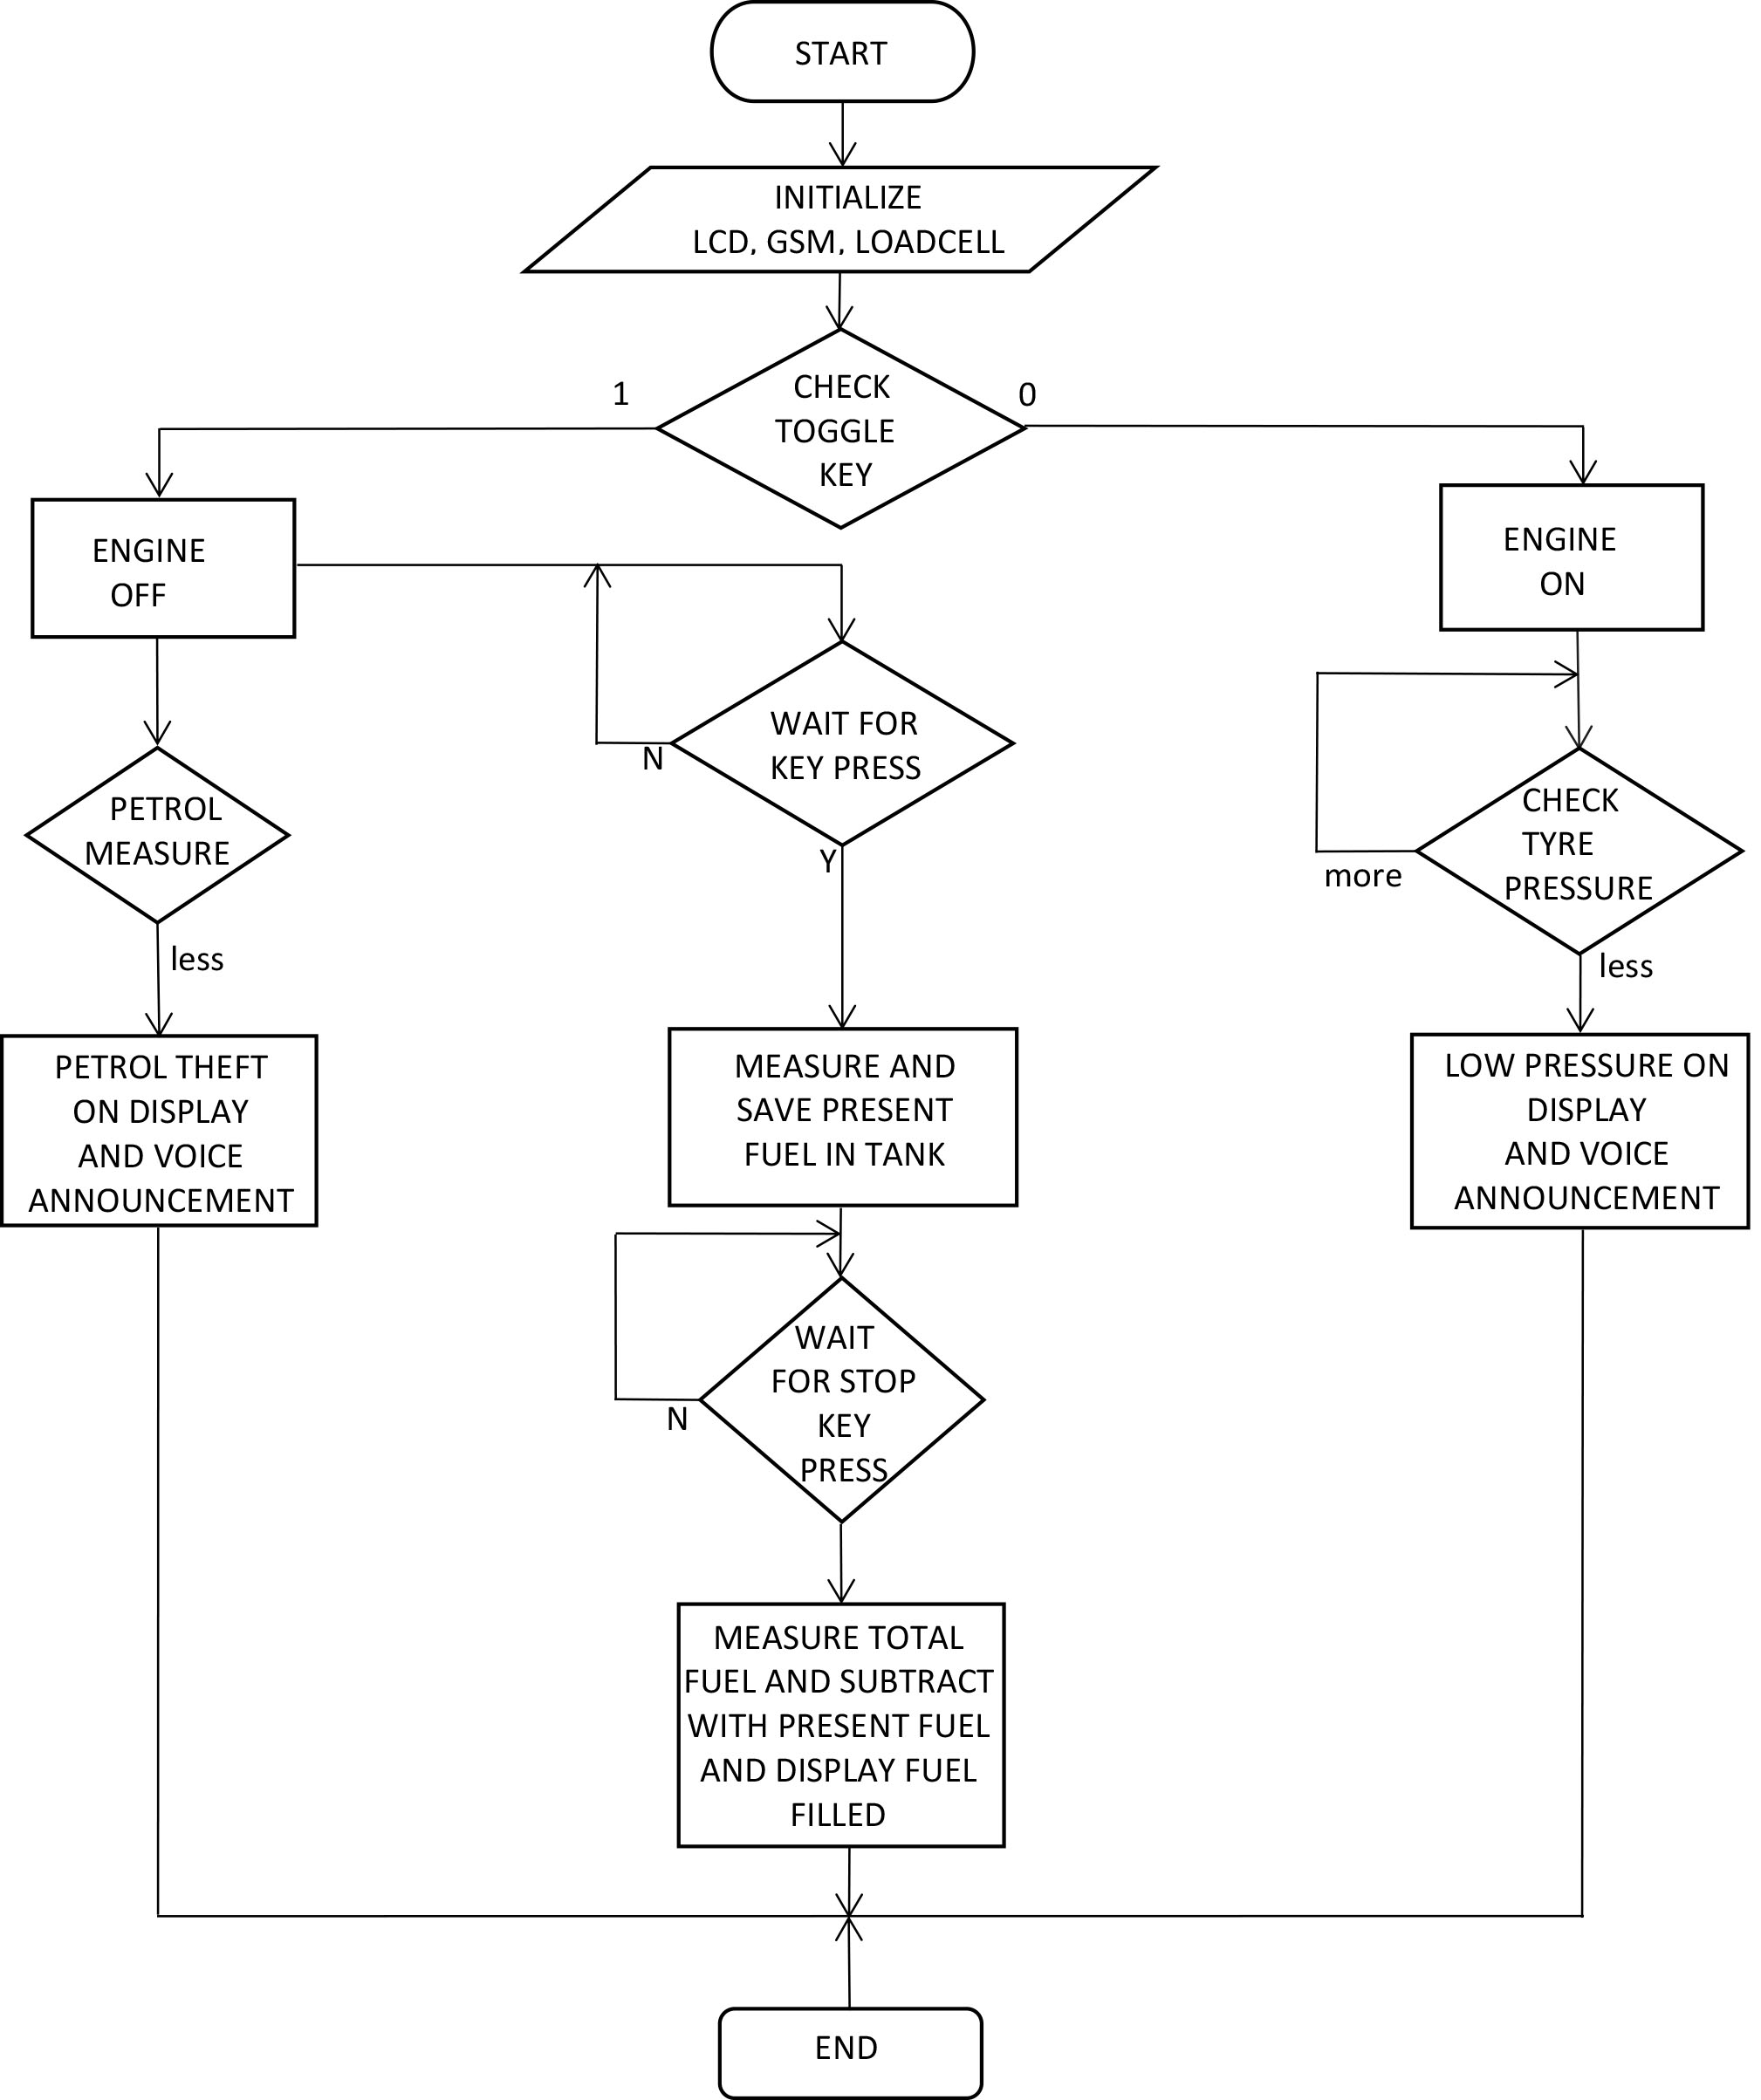 START
INITIALIZE
LCD, GSM, LOADCELL
CHECK
TOGGLE
KEY
1
0
ENGINE
OFF
ENGINE
ON
WAIT FOR
KEY PRESS
N
Y
PETROL
MEASURE
less
CHECK
TYRE
PRESSURE
more
less
PETROL THEFT
ON DISPLAY
AND VOICE
ANNOUNCEMENT
MEASURE AND
SAVE PRESENT
FUEL IN TANK
LOW PRESSURE ON
DISPLAY
AND VOICE
ANNOUNCEMENT
WAIT
FOR STOP
KEY
PRESS
N
MEASURE TOTAL
FUEL AND SUBTRACT
WITH PRESENT FUEL
AND DISPLAY FUEL
FILLED
END